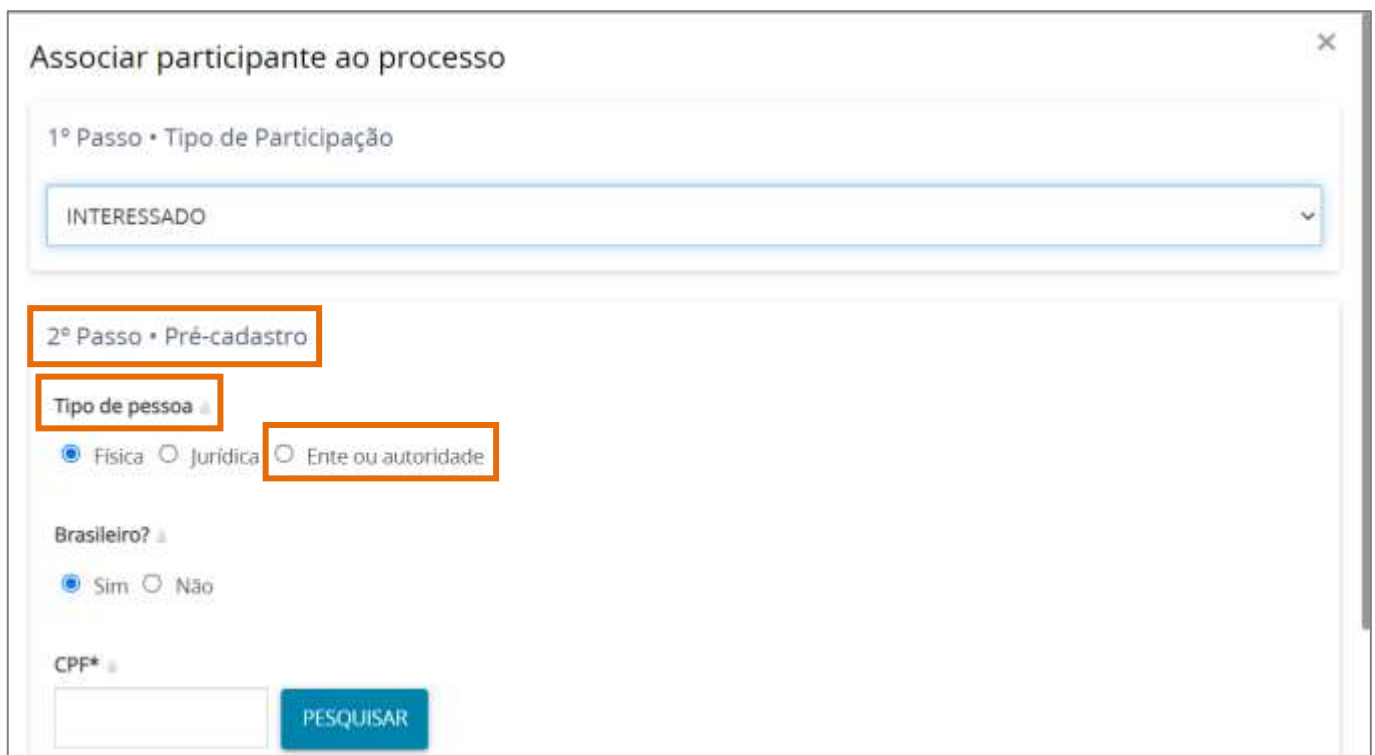 Associar participante ao processo
1º Passo • Tipo de Participação
INTERESSADO
2º Passo • Pré-cadastro
Tipo de pessoa
Física Jurídica Ente ou autoridade
Brasileiro?
Sim Não
CPF*
PESQUISAR